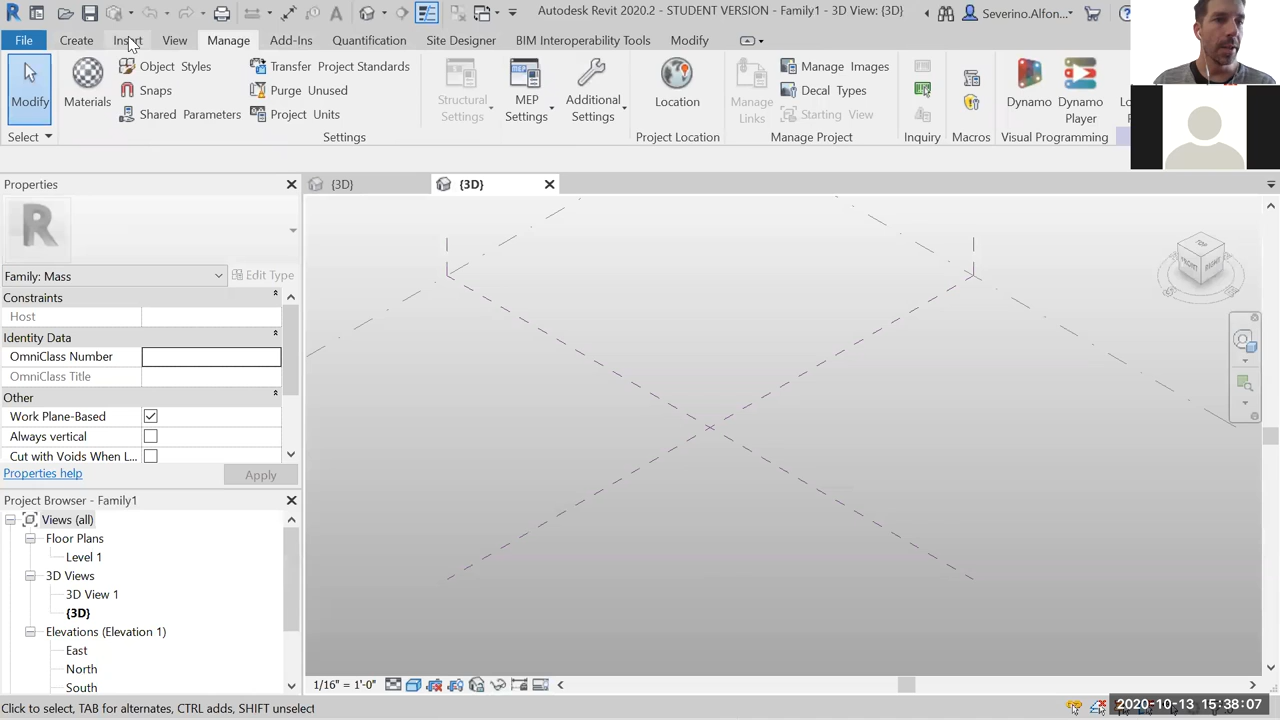 Autodesk Revit 2020.2 - STUDENT VERSION - Family1 - 3D View: {3D}
Severino.Alfon...
File Create Insert View Manage Add-Ins Quantification Site Designer BIM Interoperability Tools Modify
Modify
Select
Materials
Object Styles
Snaps
Shared Parameters
Transfer Project Standards
Purge Unused
Project Units
Structural Settings
MEP Settings
Additional Settings
Settings
Location
Project Location
Manage Links
Manage Images
Decal Types
Starting View
Manage Project
Inquiry
Macros
Dynamo
Dynamo Player
Visual Programming
Properties
{3D}
{3D}
Family: Mass
Edit Type
Constraints
Host
Identity Data
OmniClass Number
OmniClass Title
Other
Work Plane-Based
Always vertical
Cut with Voids When L...
Properties help
Apply
Project Browser - Family1
Views (all)
Floor Plans
Level 1
3D Views
3D View 1
{3D}
Elevations (Elevation 1)
East
North
South
TOP
FRONT
RIGHT
1/16" = 1'-0"
Click to select, TAB for alternates, CTRL adds, SHIFT unselect
2020-10-13 15:38:07